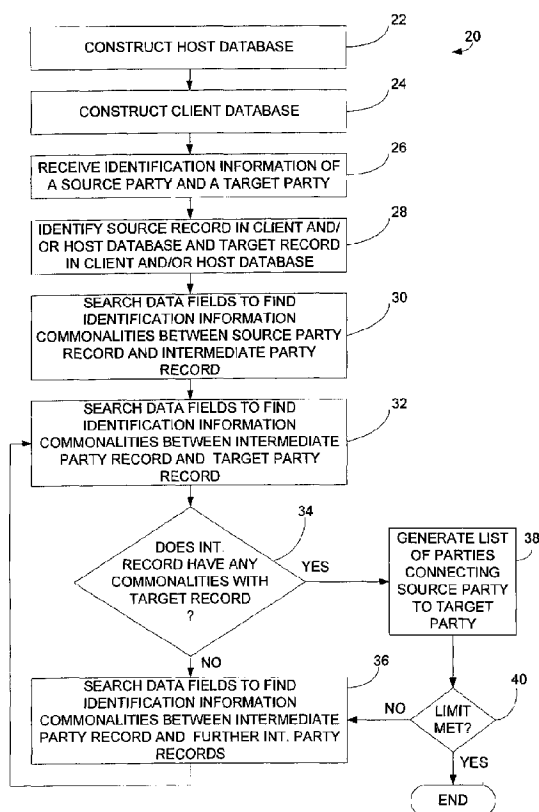 22
20
CONSTRUCT HOST DATABASE
24
CONSTRUCT CLIENT DATABASE
26
RECEIVE IDENTIFICATION INFORMATION OF
A SOURCE PARTY AND A TARGET PARTY
28
IDENTIFY SOURCE RECORD IN CLIENT AND/
OR HOST DATABASE AND TARGET RECORD
IN CLIENT AND/OR HOST DATABASE
30
SEARCH DATA FIELDS TO FIND
IDENTIFICATION INFORMATION
COMMONALITIES BETWEEN SOURCE PARTY
RECORD AND INTERMEDIATE PARTY
RECORD
32
SEARCH DATA FIELDS TO FIND
IDENTIFICATION INFORMATION
COMMONALITIES BETWEEN INTERMEDIATE
PARTY RECORD AND TARGET PARTY
RECORD
34
DOES INT.
RECORD HAVE ANY
COMMONALITIES WITH
TARGET RECORD
?
YES
NO
38
GENERATE LIST
OF PARTIES
CONNECTING
SOURCE PARTY
TO TARGET
PARTY
36
SEARCH DATA FIELDS TO FIND
IDENTIFICATION INFORMATION
COMMONALITIES BETWEEN INTERMEDIATE
PARTY RECORD AND FURTHER INT. PARTY
RECORDS
40
LIMIT
MET?
NO
YES
END